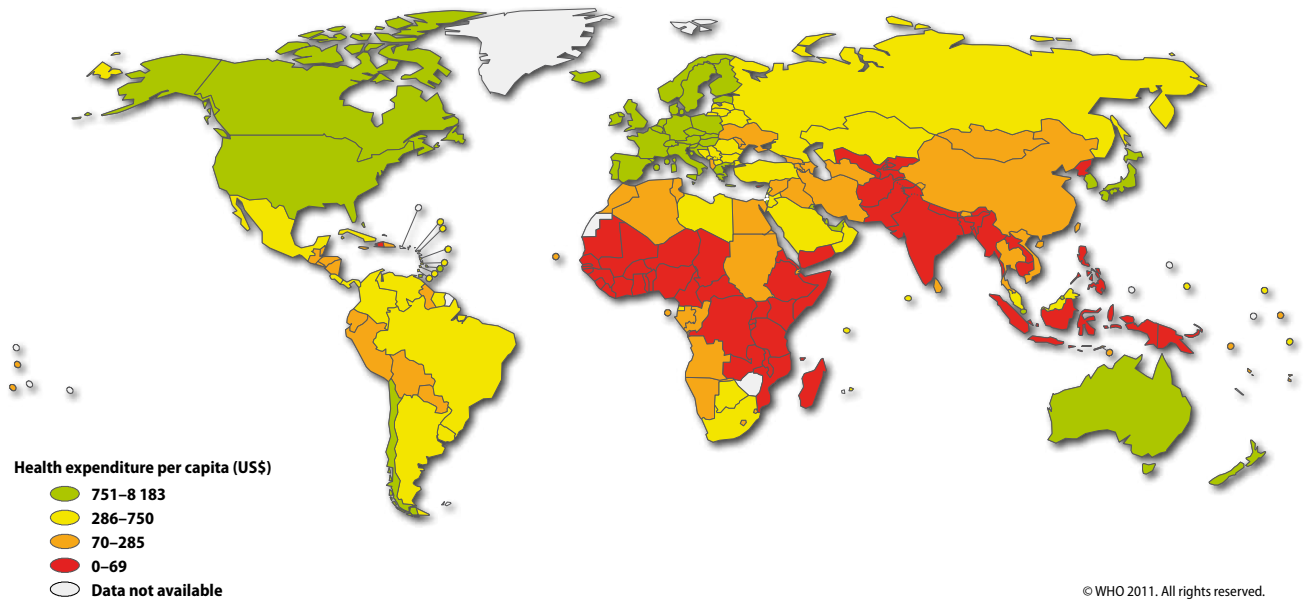 Health expenditure per capita (US$)
751–8 183
286–750
70–285
0–69
Data not available
© WHO 2011. All rights reserved.